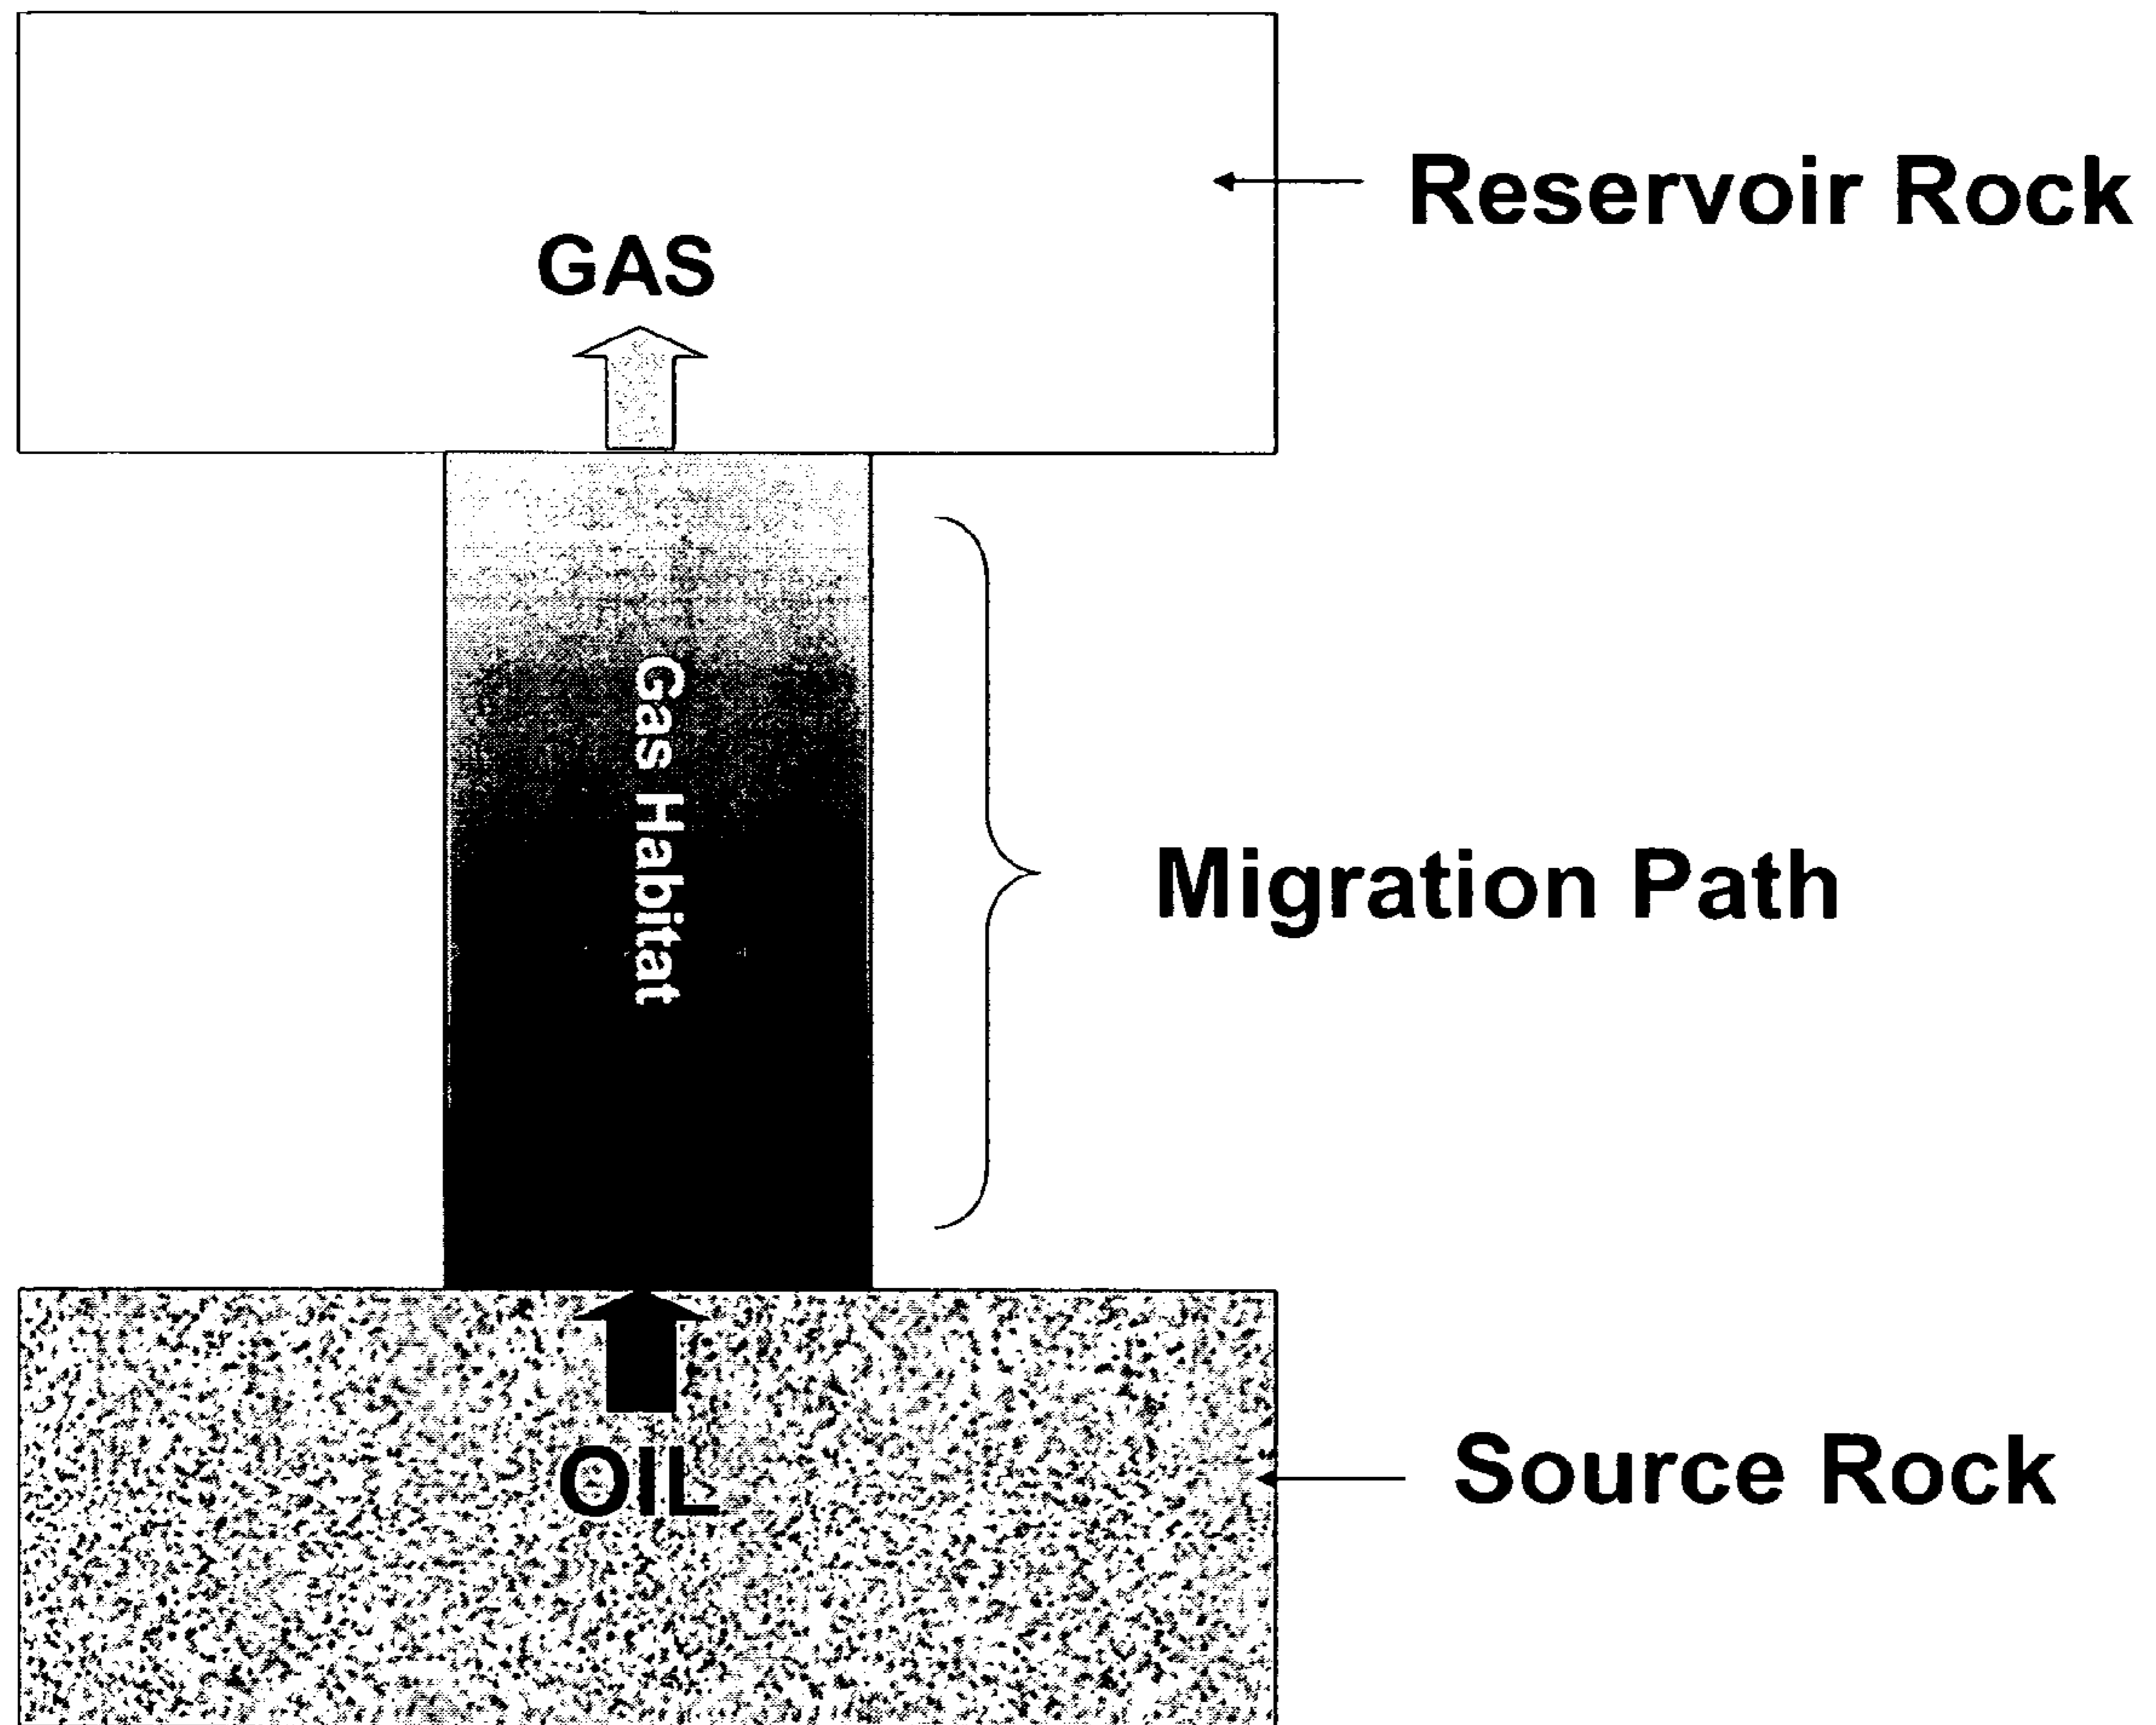 Reservoir Rock
GAS
Gas Habitat
Migration Path
OIL
Source Rock